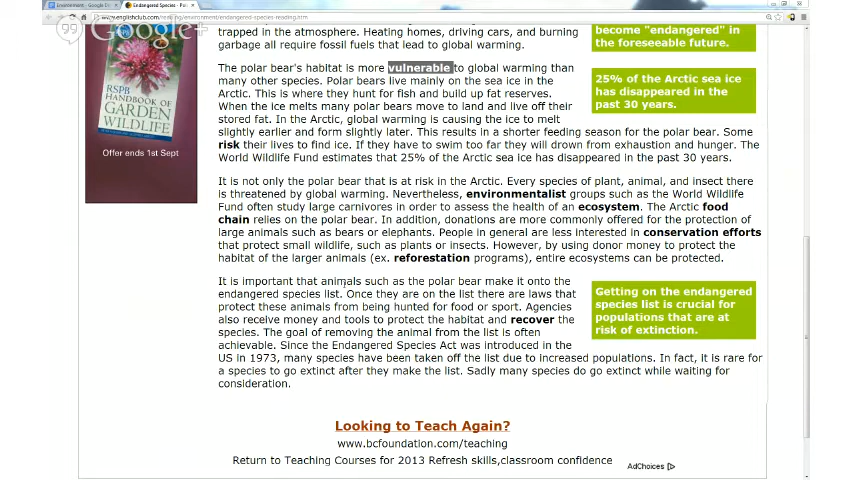 Environment -
Endangered Species - R
www.englishclub.com/reading/environment/endangered-species-reading.htm
Google+
RSPB
HANDBOOK OF
GARDEN
WILDLIFE
Offer ends 1st Sept
trapped in the atmosphere. Heating homes, driving cars, and burning
garbage all require fossil fuels that lead to global warming.
become "endangered" in
the foreseeable future.
The polar bear's habitat is more vulnerable to global warming than
many other species. Polar bears live mainly on the sea ice in the
Arctic. This is where they hunt for fish and build up fat reserves.
When the ice melts many polar bears move to land and live off their
stored fat. In the Arctic, global warming is causing the ice to melt
slightly earlier and form slightly later. This results in a shorter feeding season for the polar bear. Some
risk their lives to find ice. If they have to swim too far they will drown from exhaustion and hunger. The
World Wildlife Fund estimates that 25% of the Arctic sea ice has disappeared in the past 30 years.
25% of the Arctic sea ice
has disappeared in the
past 30 years.
It is not only the polar bear that is at risk in the Arctic. Every species of plant, animal, and insect there
is threatened by global warming. Nevertheless, environmentalist groups such as the World Wildlife
Fund often study large carnivores in order to assess the health of an ecosystem. The Arctic food
chain relies on the polar bear. In addition, donations are more commonly offered for the protection of
large animals such as bears or elephants. People in general are less interested in conservation efforts
that protect small wildlife, such as plants or insects. However, by using donor money to protect the
habitat of the larger animals (ex. reforestation programs), entire ecosystems can be protected.
It is important that animals such as the polar bear make it onto the
endangered species list. Once they are on the list there are laws that
protect these animals from being hunted for food or sport. Agencies
also receive money and tools to protect the habitat and recover the
species. The goal of removing the animal from the list is often
achievable. Since the Endangered Species Act was introduced in the
US in 1973, many species have been taken off the list due to increased populations. In fact, it is rare for
a species to go extinct after they make the list. Sadly many species do go extinct while waiting for
consideration.
Getting on the endangered
species list is crucial for
populations that are at
risk of extinction.
Looking to Teach Again?
www.bcfoundation.com/teaching
Return to Teaching Courses for 2013 Refresh skills,classroom confidence
AdChoices